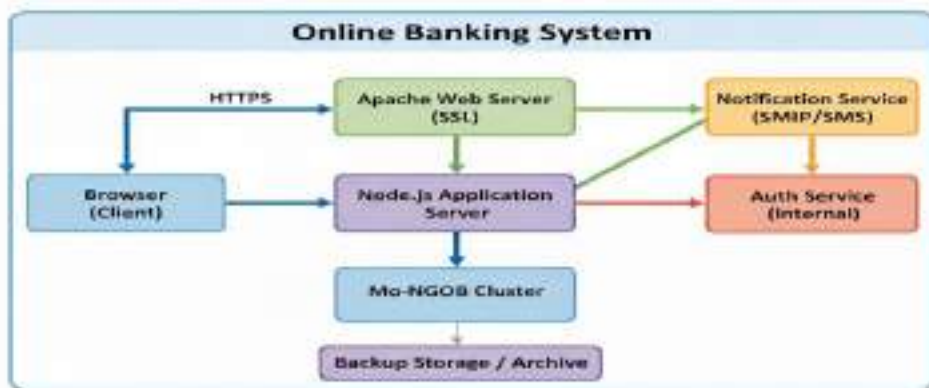 Online Banking System
HTTPS
Apache Web Server
(SSL)
Notification Service
(SMIP/SMS)
Browser
(Client)
Node.js Application
Server
Auth Service
(Internal)
Mo-NGOB Cluster
Backup Storage / Archive